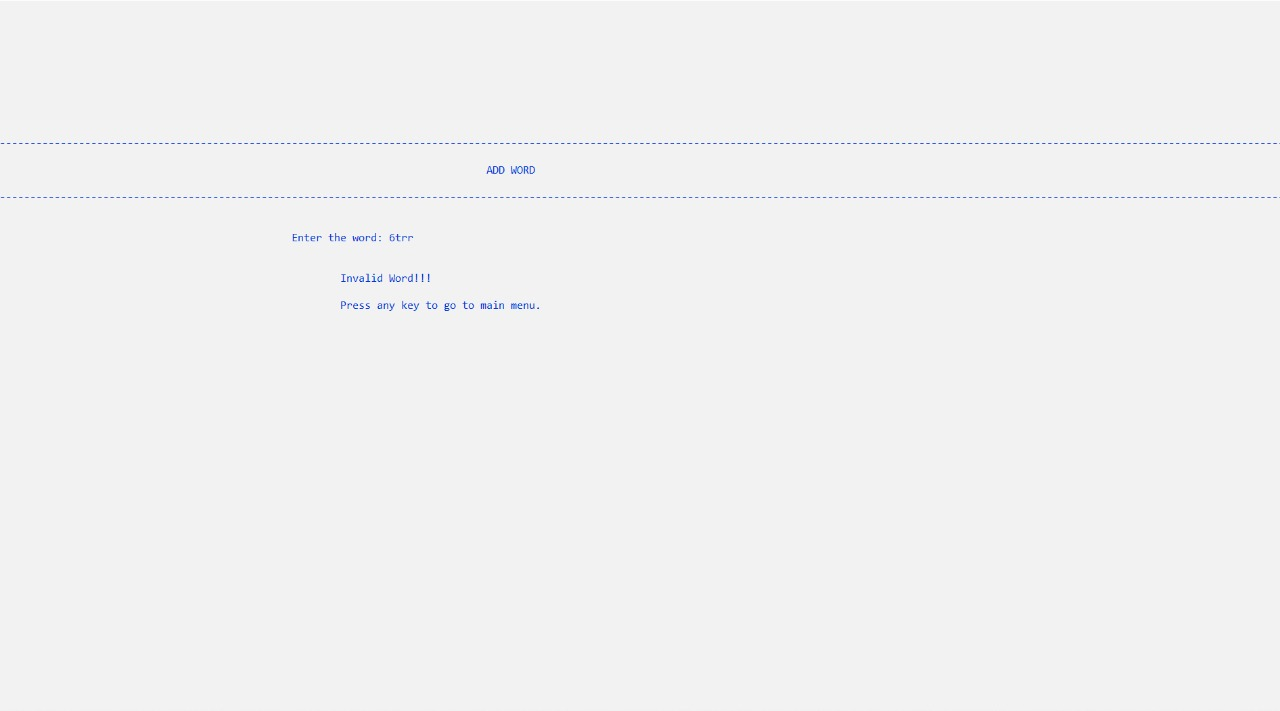 ADD WORD
Enter the word: 6trr
Invalid Word!!!
Press any key to go to main menu.